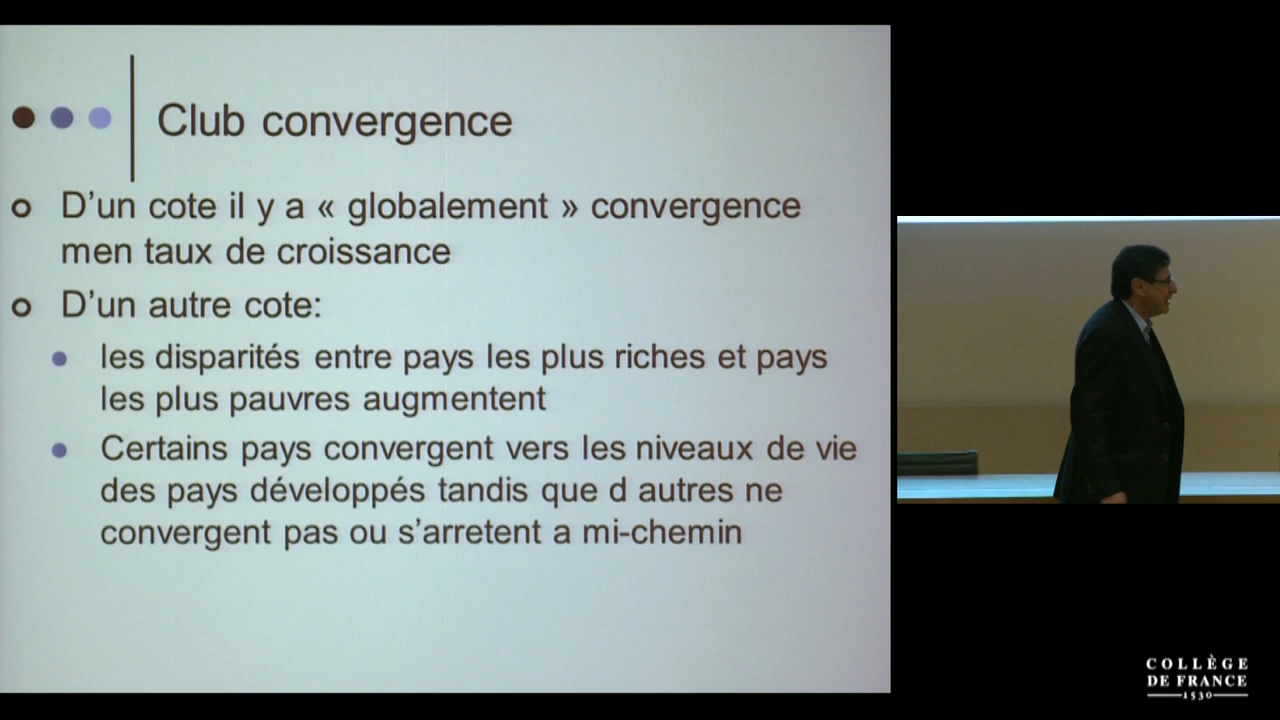 Club convergence
D'un cote il y a « globalement » convergence
men taux de croissance
D'un autre cote:
les disparités entre pays les plus riches et pays
les plus pauvres augmentent
Certains pays convergent vers les niveaux de vie
des pays développés tandis que d autres ne
convergent pas ou s'arretent a mi-chemin
COLLÈGE
DE FRANCE
1530